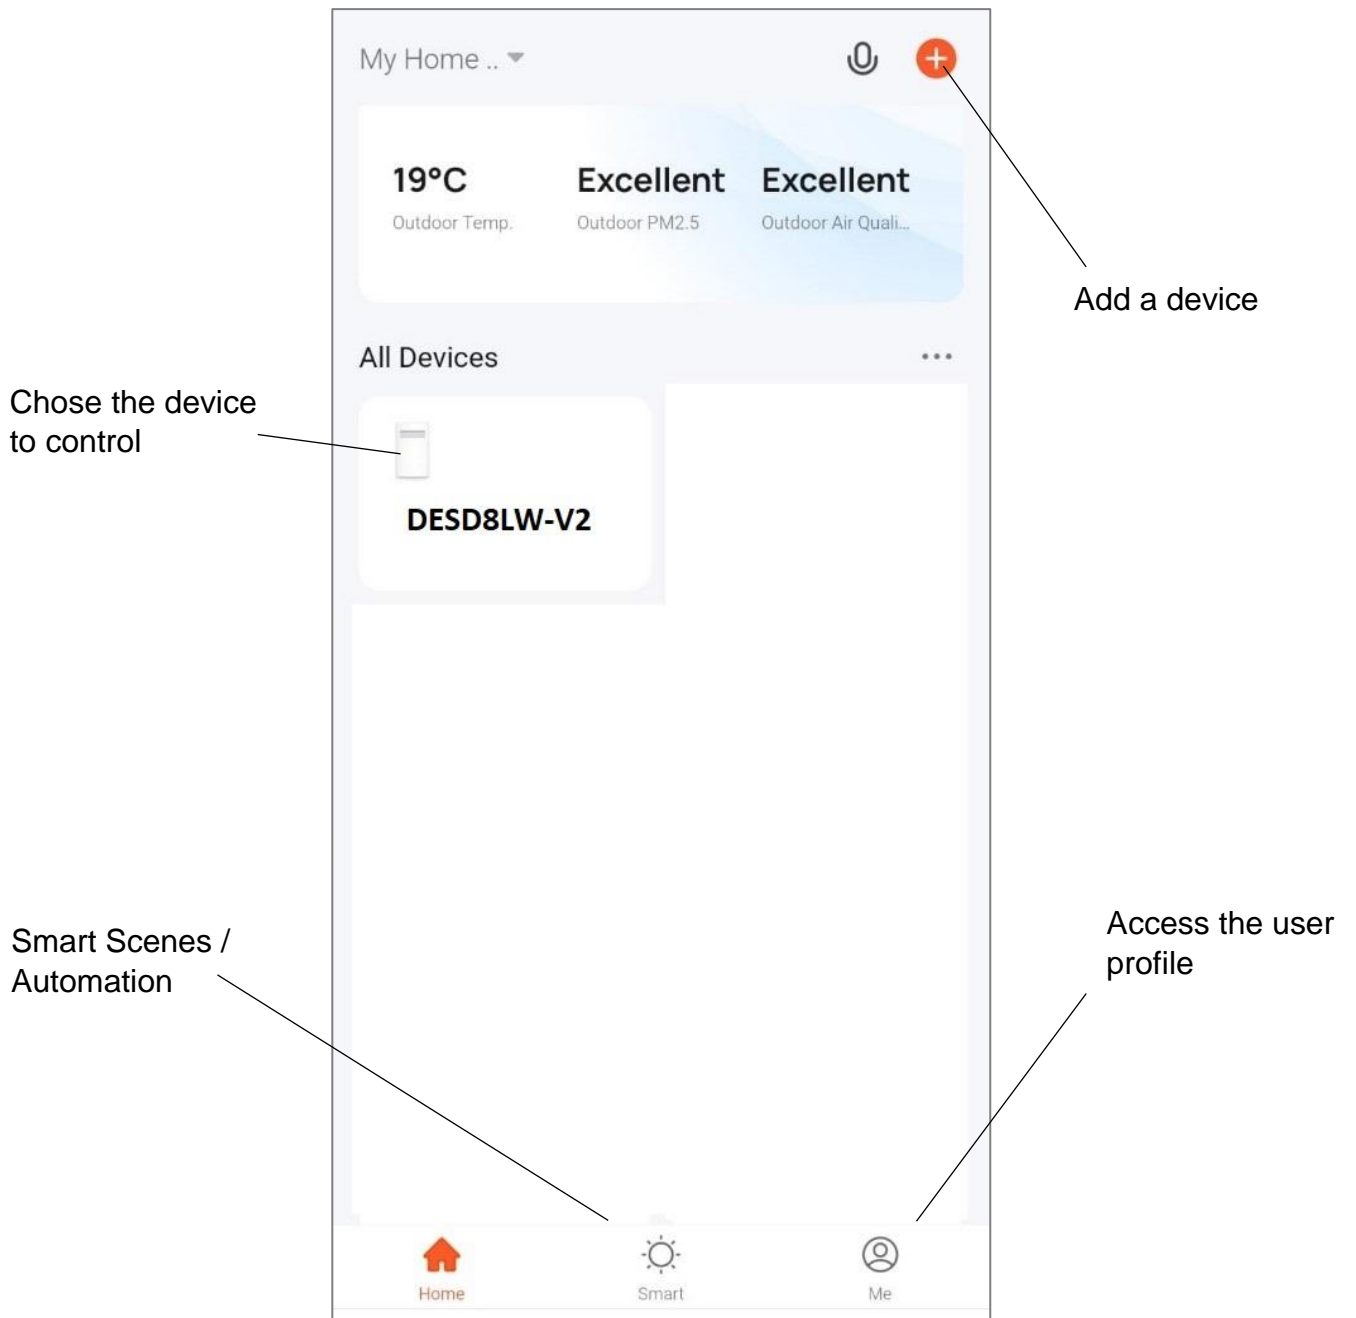 My Home ..
19°C Excellent Excellent
Outdoor Temp. Outdoor PM2.5 Outdoor Air Quali...
Add a device
All Devices
Chose the device
to control
DESD8LW-V2
Smart Scenes /
Automation
Access the user
profile
Home Smart Me